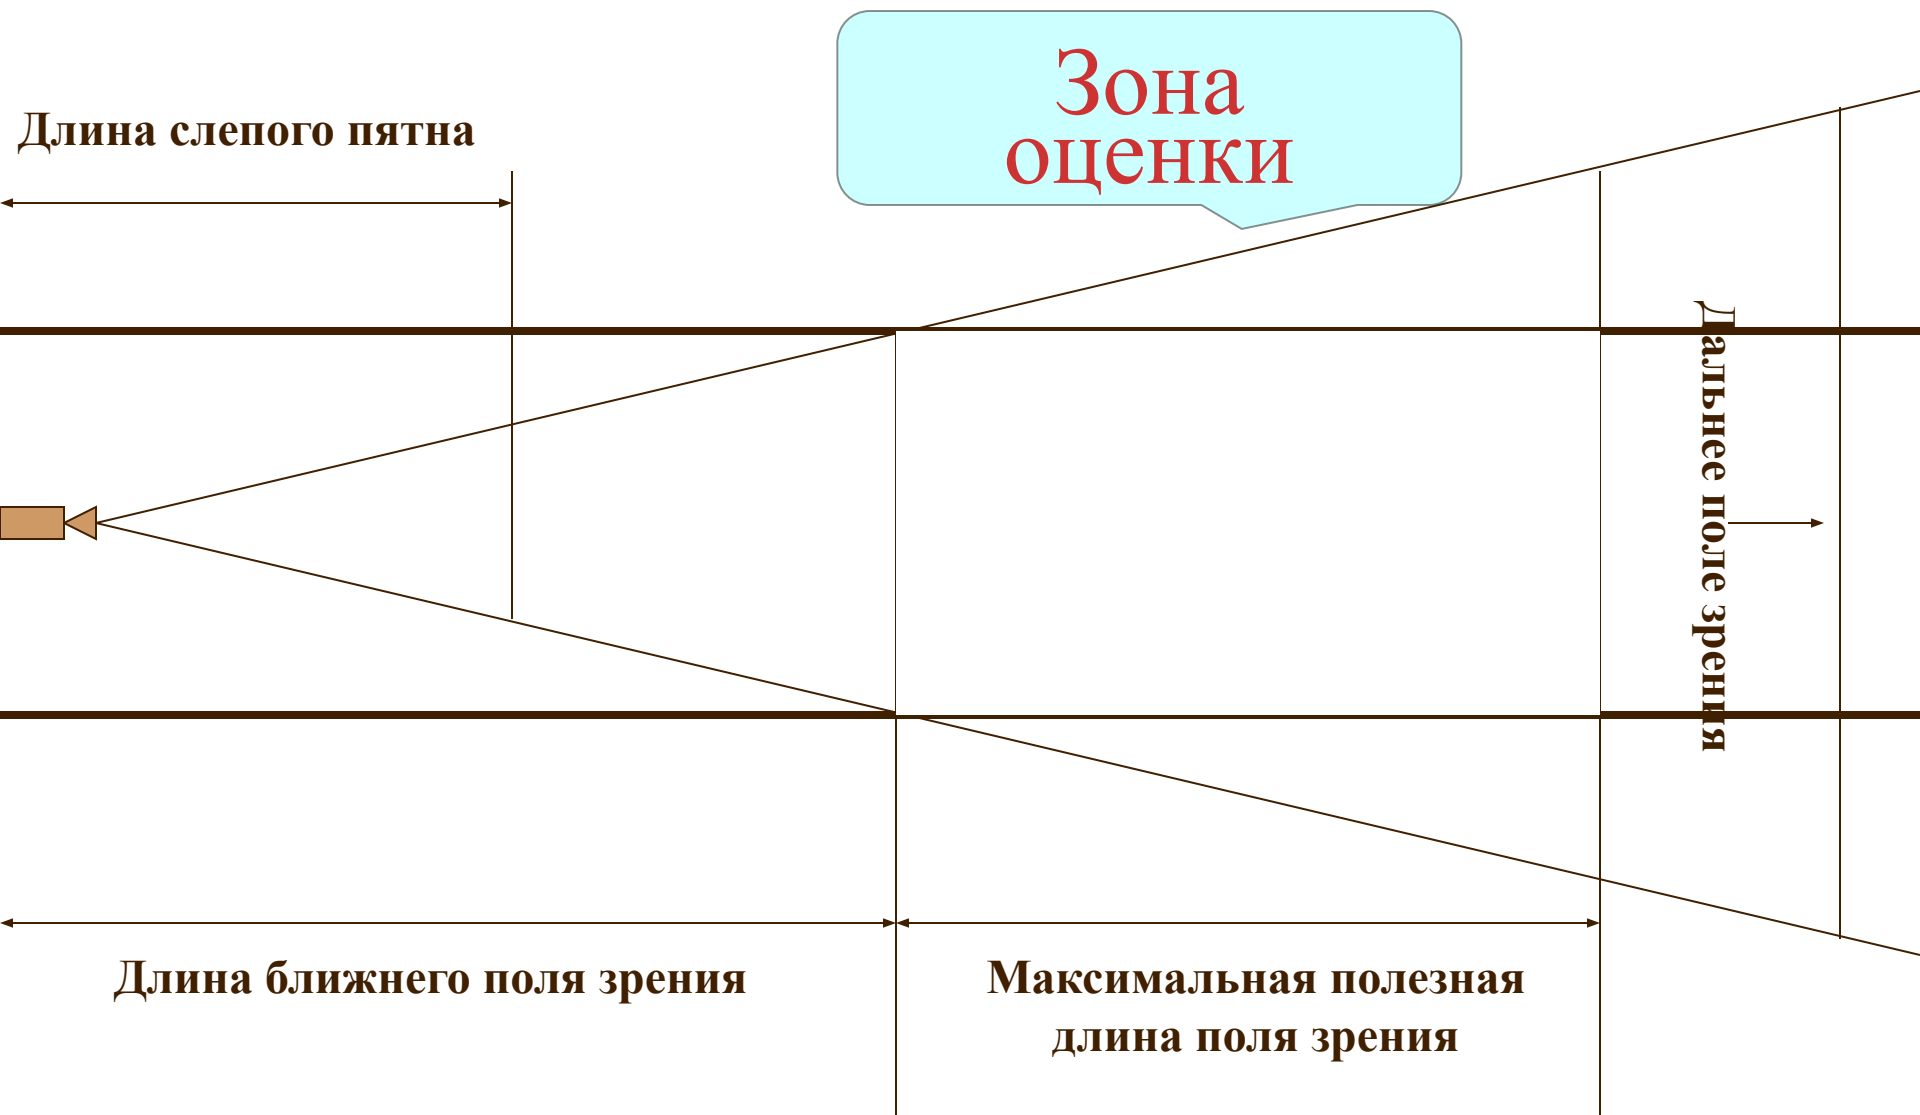 Зона
оценки
Длина слепого пятна
Дальнее поле зрения
Длина ближнего поля зрения
Максимальная полезная
длина поля зрения